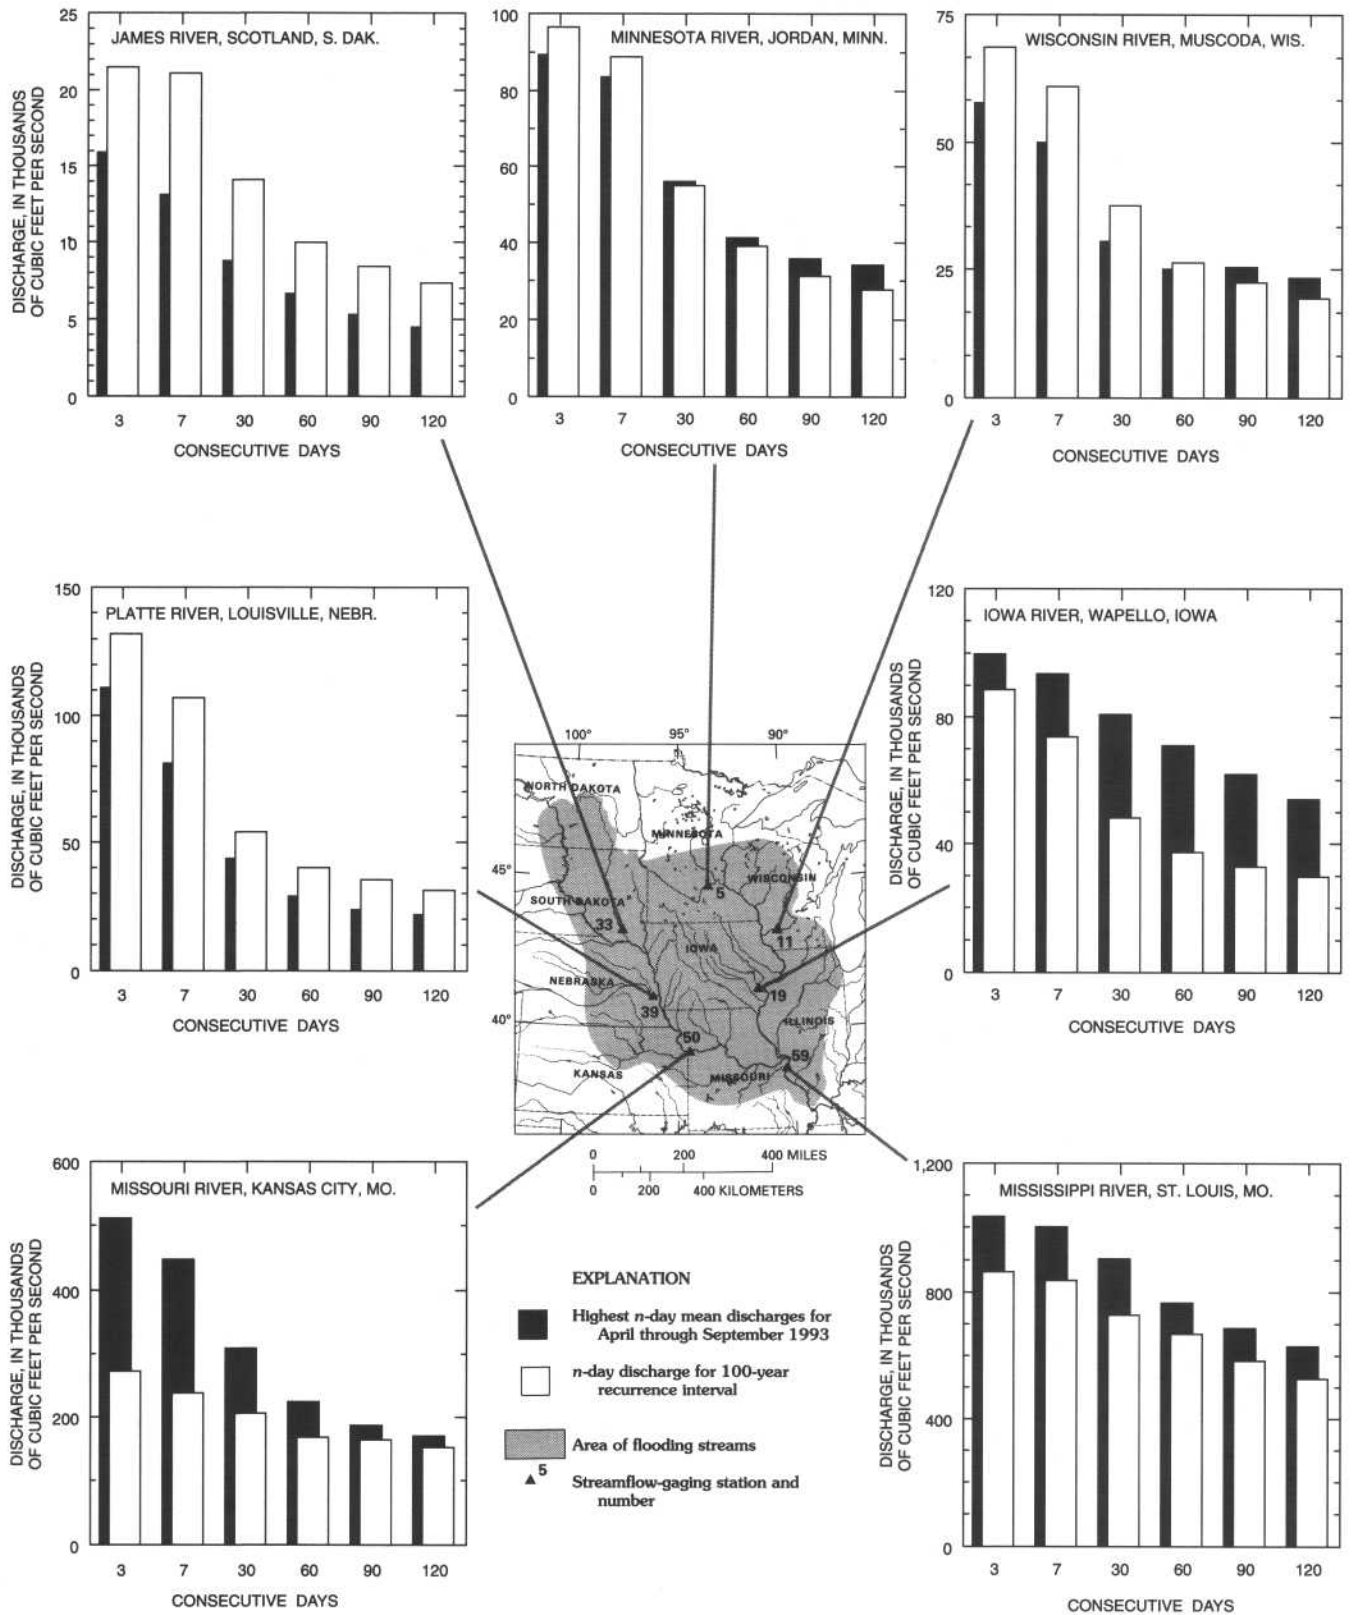 JAMES RIVER, SCOTLAND, S. DAK.
DISCHARGE, IN THOUSANDS
OF CUBIC FEET PER SECOND
25
20
15
10
5
0
3 7 30 60 90 120
CONSECUTIVE DAYS
MINNESOTA RIVER, JORDAN, MINN.
100
80
60
40
20
0
3 7 30 60 90 120
CONSECUTIVE DAYS
WISCONSIN RIVER, MUSCODA, WIS.
75
50
25
0
3 7 30 60 90 120
CONSECUTIVE DAYS
PLATTE RIVER, LOUISVILLE, NEBR.
DISCHARGE, IN THOUSANDS
OF CUBIC FEET PER SECOND
150
100
50
0
3 7 30 60 90 120
CONSECUTIVE DAYS
100° 95° 90°
NORTH DAKOTA
MINNESOTA
45°
WISCONSIN
5
SOUTH DAKOTA
33
11
IOWA
NEBRASKA
19
39
40°
ILLINOIS
50
59
KANSAS
MISSOURI
0 200 400 MILES
0 200 400 KILOMETERS
IOWA RIVER, WAPELLO, IOWA
DISCHARGE, IN THOUSANDS
OF CUBIC FEET PER SECOND
120
80
40
0
3 7 30 60 90 120
CONSECUTIVE DAYS
MISSOURI RIVER, KANSAS CITY, MO.
DISCHARGE, IN THOUSANDS
OF CUBIC FEET PER SECOND
600
400
200
0
3 7 30 60 90 120
CONSECUTIVE DAYS
EXPLANATION
Highest n-day mean discharges for
April through September 1993
n-day discharge for 100-year
recurrence interval
Area of flooding streams
5
Streamflow-gaging station and
number
MISSISSIPPI RIVER, ST. LOUIS, MO.
DISCHARGE, IN THOUSANDS
OF CUBIC FEET PER SECOND
1,200
800
400
0
3 7 30 60 90 120
CONSECUTIVE DAYS